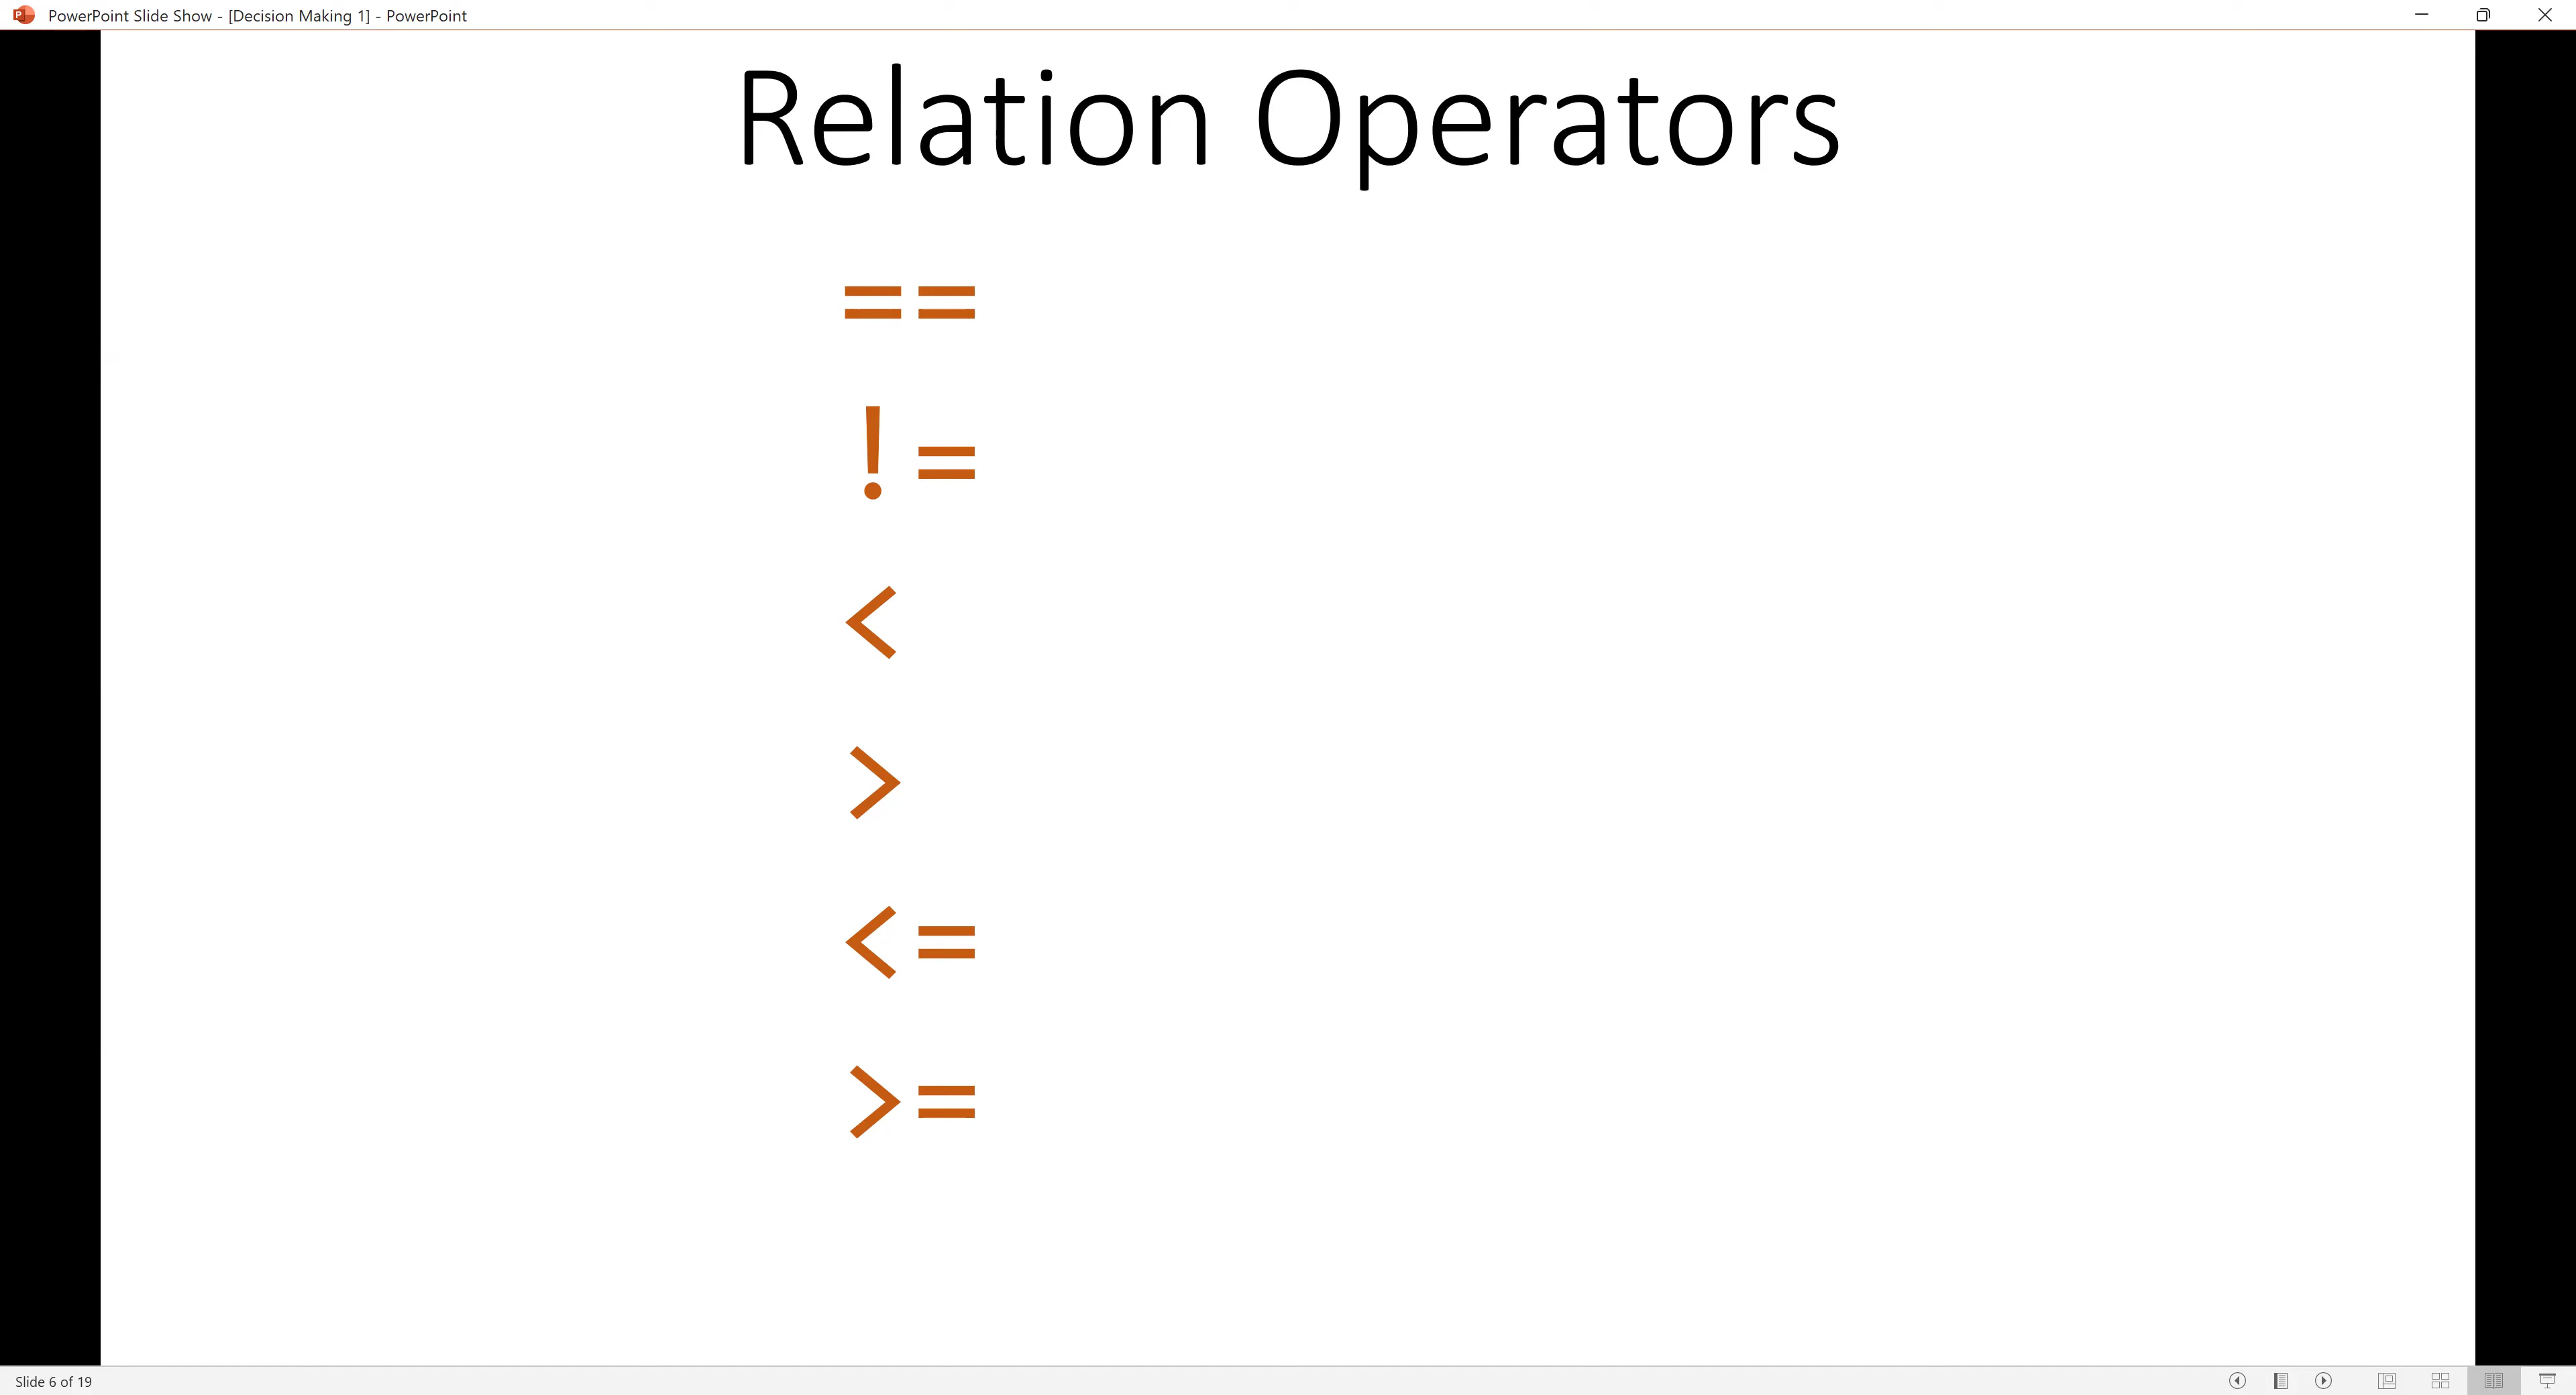 PowerPoint Slide Show - [Decision Making 1] - PowerPoint
Relation Operators
==
!=
<
>
<=
>=
Slide 6 of 19